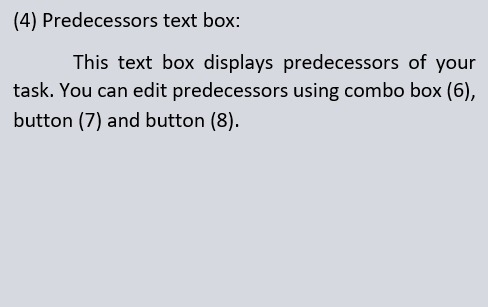 (4) Predecessors text box:
This text box displays predecessors of your
task. You can edit predecessors using combo box (6),
button (7) and button (8).